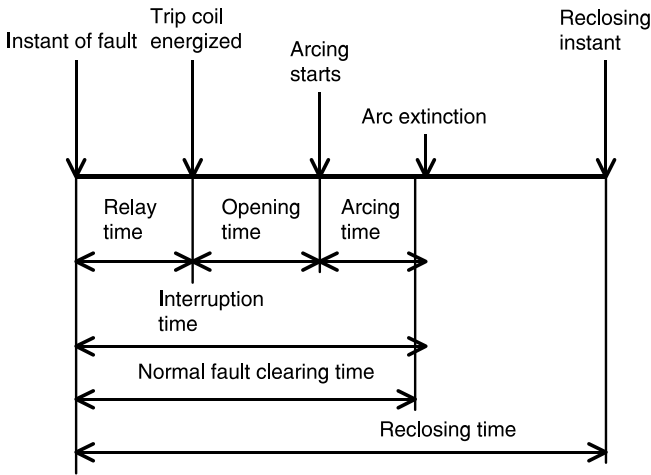 Instant of fault
Trip coil
energized
Arcing
starts
Arc extinction
Reclosing
instant
Relay
time
Opening
time
Arcing
time
Interruption
time
Normal fault clearing time
Reclosing time